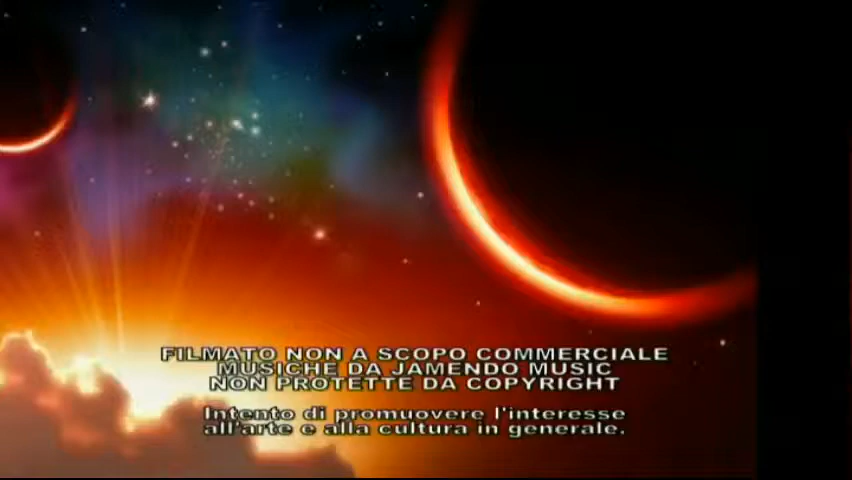 FILMATO NON A SCOPO COMMERCIALE
MUSICHE DA JAMENDO MUSIC
NON PROTETTE DA COPYRIGHT
Intento di promuovere l'interesse
all'arte e alla cultura in generale.